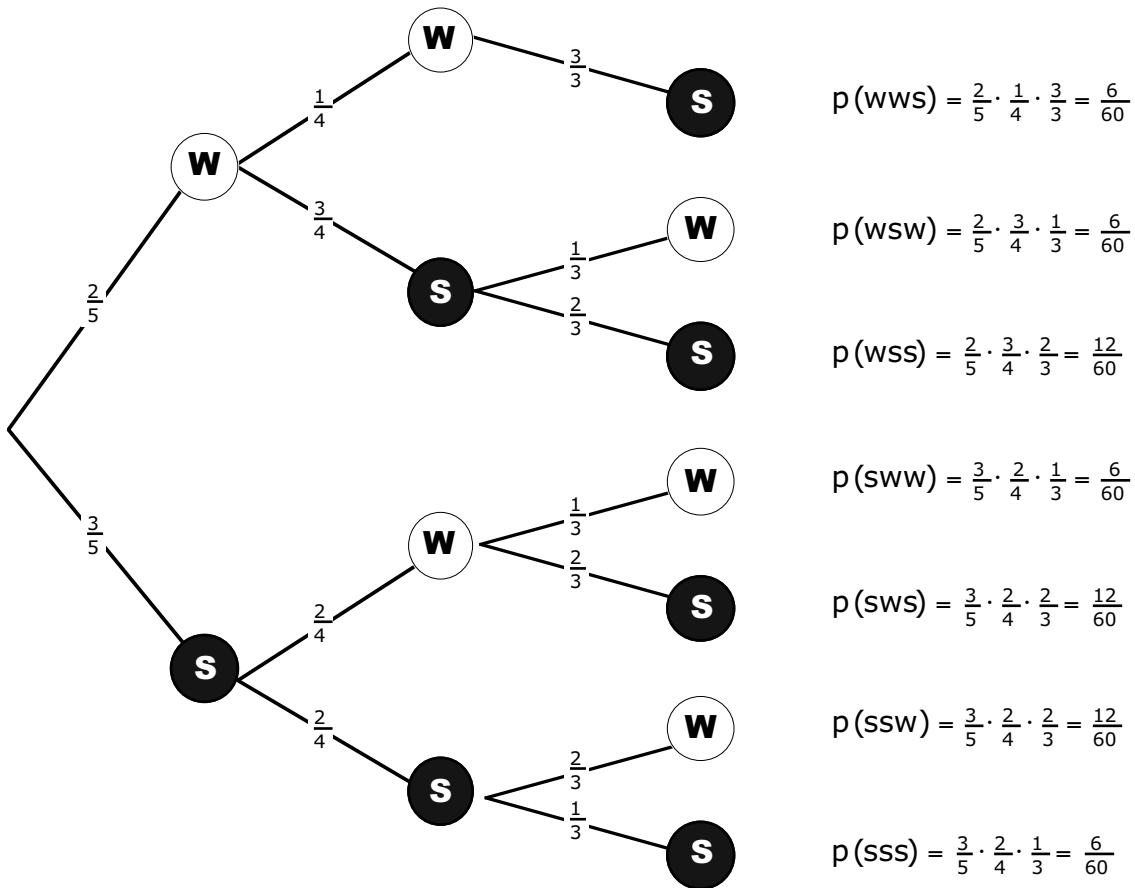 W
3/3
S
p(wws) = 2/5 · 1/4 · 3/3 = 6/60
1/4
W
3/4
W
1/3
p(wsw) = 2/5 · 3/4 · 1/3 = 6/60
S
2/5
2/3
S
p(wss) = 2/5 · 3/4 · 2/3 = 12/60
W
p(sww) = 3/5 · 2/4 · 1/3 = 6/60
1/3
3/5
W
2/3
S
p(sws) = 3/5 · 2/4 · 2/3 = 12/60
2/4
S
W
p(ssw) = 3/5 · 2/4 · 2/3 = 12/60
2/4
2/3
S
1/3
S
p(sss) = 3/5 · 2/4 · 1/3 = 6/60